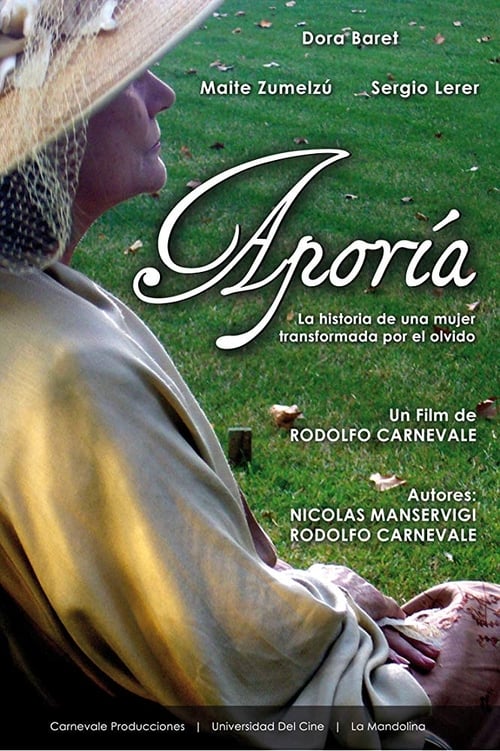 Dora Baret
Maite Zumelzú Sergio Lerer
Aporía
La historia de una mujer
transformada por el olvido
Un Film de
RODOLFO CARNEVALE
Autores:
NICOLAS MANSERVIGI
RODOLFO CARNEVALE
Carnevale Producciones | Universidad Del Cine | La Mandolina